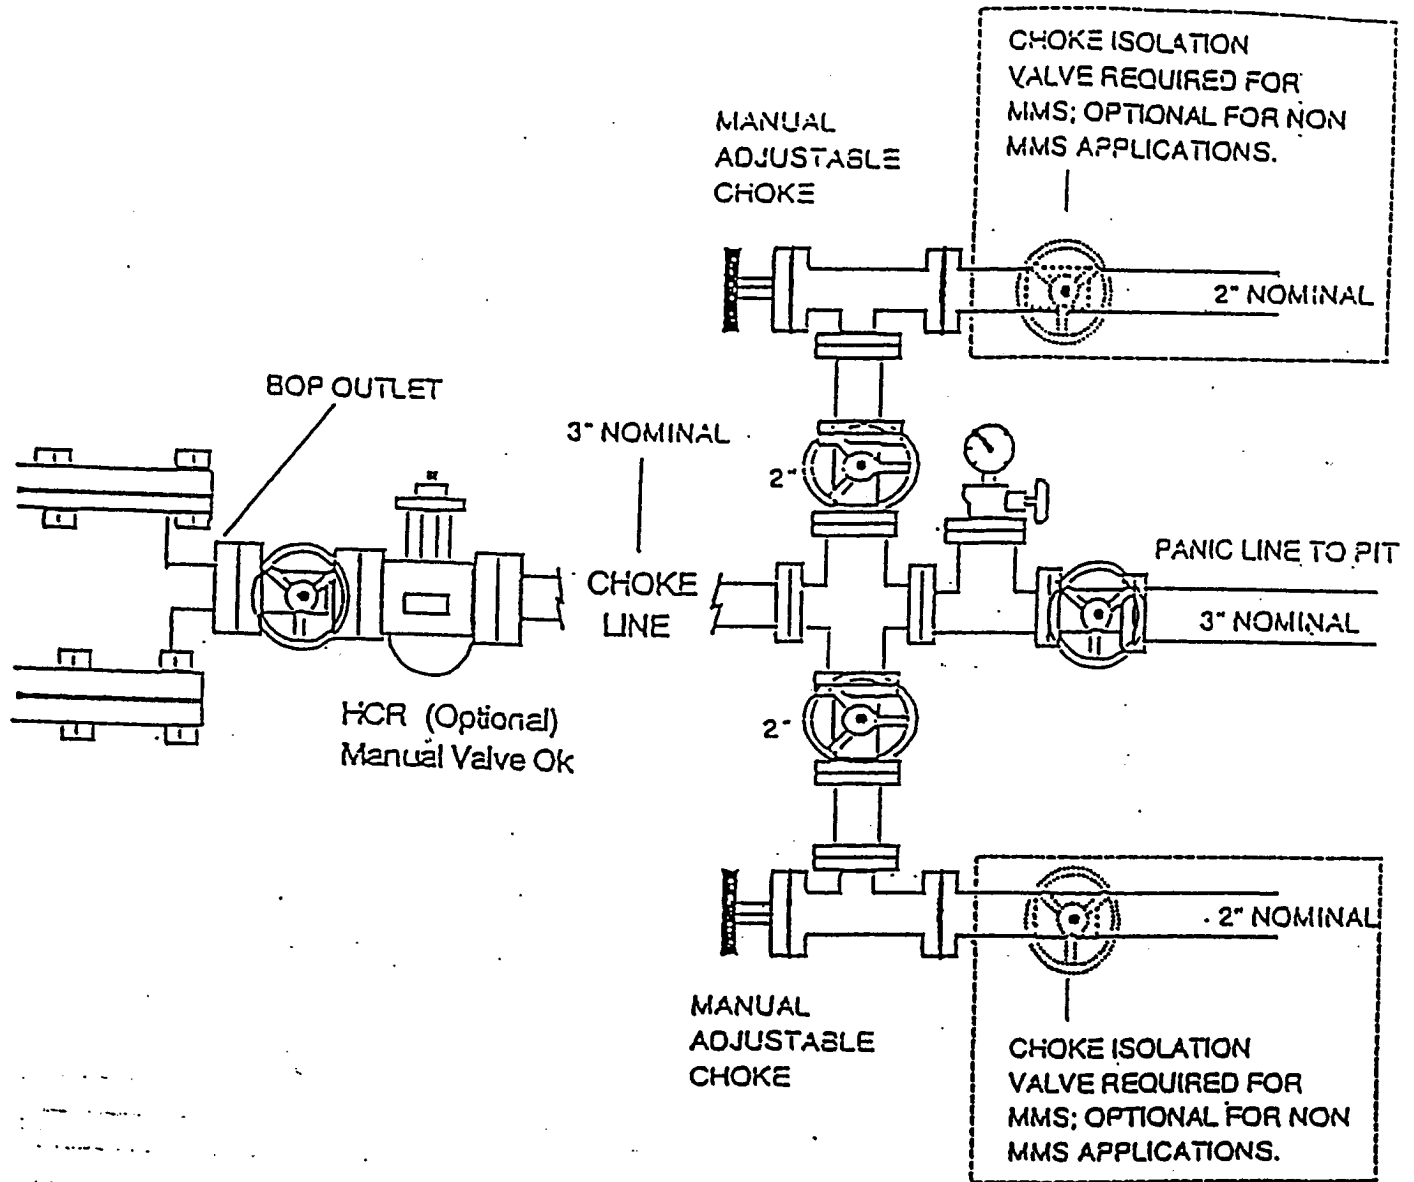 CHOKE ISOLATION
VALVE REQUIRED FOR
MMS; OPTIONAL FOR NON
MMS APPLICATIONS.
MANUAL
ADJUSTABLE
CHOKE
2" NOMINAL
BOP OUTLET
3" NOMINAL
2"
PANIC LINE TO PIT
CHOKE
LINE
3" NOMINAL
HCR (Optional)
Manual Valve Ok
2"
2" NOMINAL
MANUAL
ADJUSTABLE
CHOKE
CHOKE ISOLATION
VALVE REQUIRED FOR
MMS; OPTIONAL FOR NON
MMS APPLICATIONS.